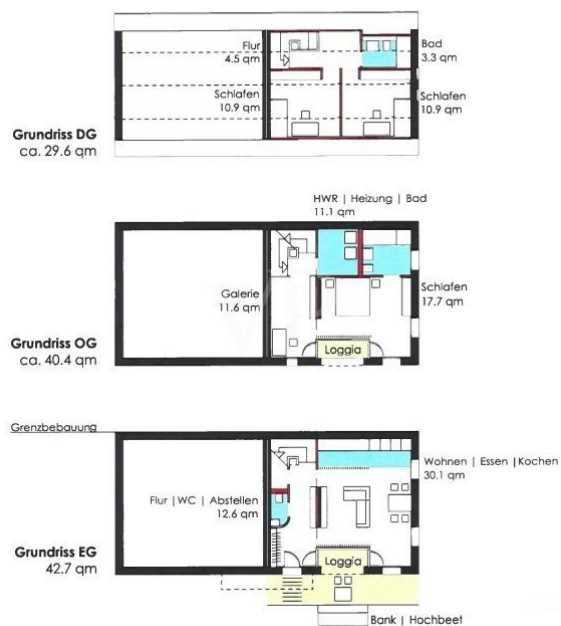 Flur
4.5 qm
Bad
3.3 qm
Schlafen
10.9 qm
Schlafen
10.9 qm
Grundriss DG
ca. 29.6 qm
HWR | Heizung | Bad
11.1 qm
Galerie
11.6 qm
Schlafen
17.7 qm
Grundriss OG
ca. 40.4 qm
Loggia
Grenzbebauung
Wohnen | Essen |Kochen
30.1 qm
Flur |WC | Abstellen
12.6 qm
Grundriss EG
42.7 qm
Loggia
Bank | Hochbeet